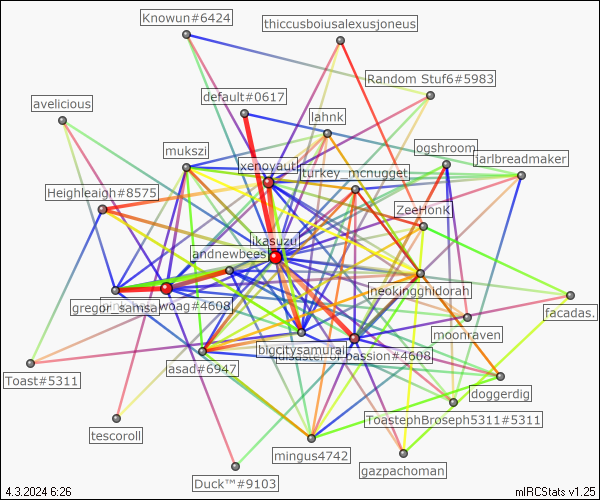 Knowun#6424
thiccusboiusalexusjoneus
Random Stuf6#5983
default#0617
avelicious
lahnk
mukszi
ogshroom
jarlbreadmaker
xenoyaut
turkey_mcnugget
Heighleaigh#8575
ZeeHonK
ikasuzu
andnewbees
neokingghidorah
gregor_samsa
woag#4608
facadas.
moonraven
bigcitysamurai
passion#4608
asad#6947
Toast#5311
doggerdig
ToastephBroseph5311#5311
tescoroll
mingus4742
gazpachoman
Duck™#9103
4.3.2024 6:26
mIRCStats v1.25